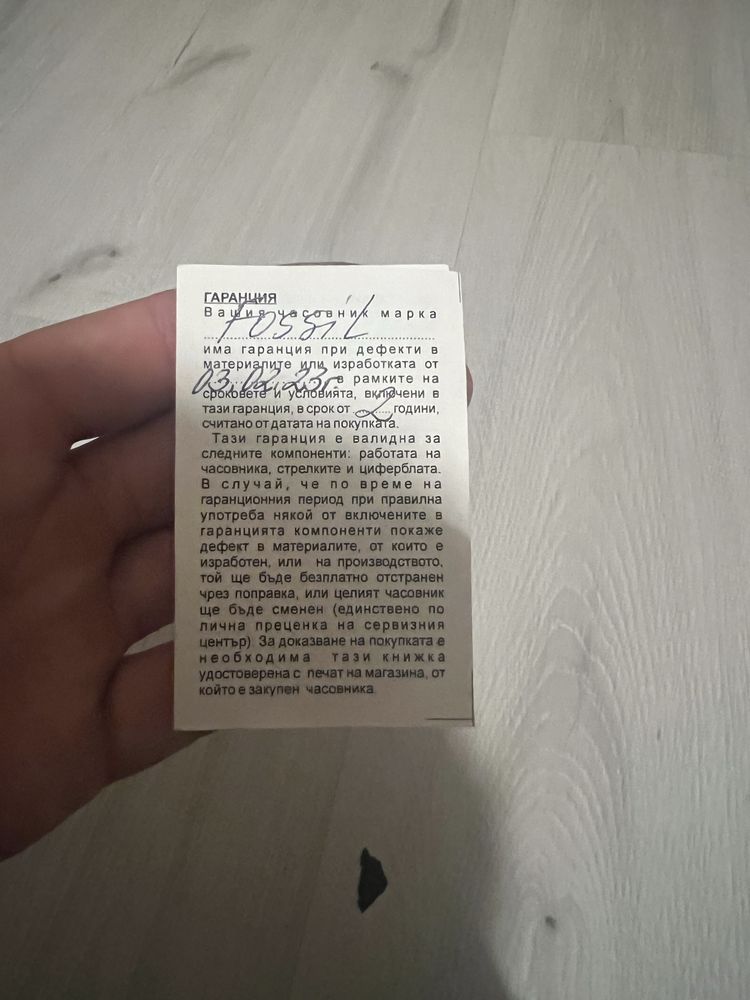 ГАРАНЦИЯ
Вашия часовник марка
Fossil
има гаранция при дефекти в
материалите или изработката от
03.02.23г. в рамките на
сроковете и условията, включени в
тази гаранция, в срок от 2 години,
считано от датата на покупката.
Тази гаранция е валидна за
следните компоненти: работата на
часовника, стрелките и циферблата.
В случай, че по време на
гаранционния период при правилна
употреба някой от включените в
гаранцията компоненти покаже
дефект в материалите, от които е
изработен, или на производството,
той ще бъде безплатно отстранен
чрез поправка, или целият часовник
ще бъде сменен (единствено по
лична преценка на сервизния
център). За доказване на покупката е
необходима тази книжка
удостоверена с печат на магазина, от
който е закупен часовника.